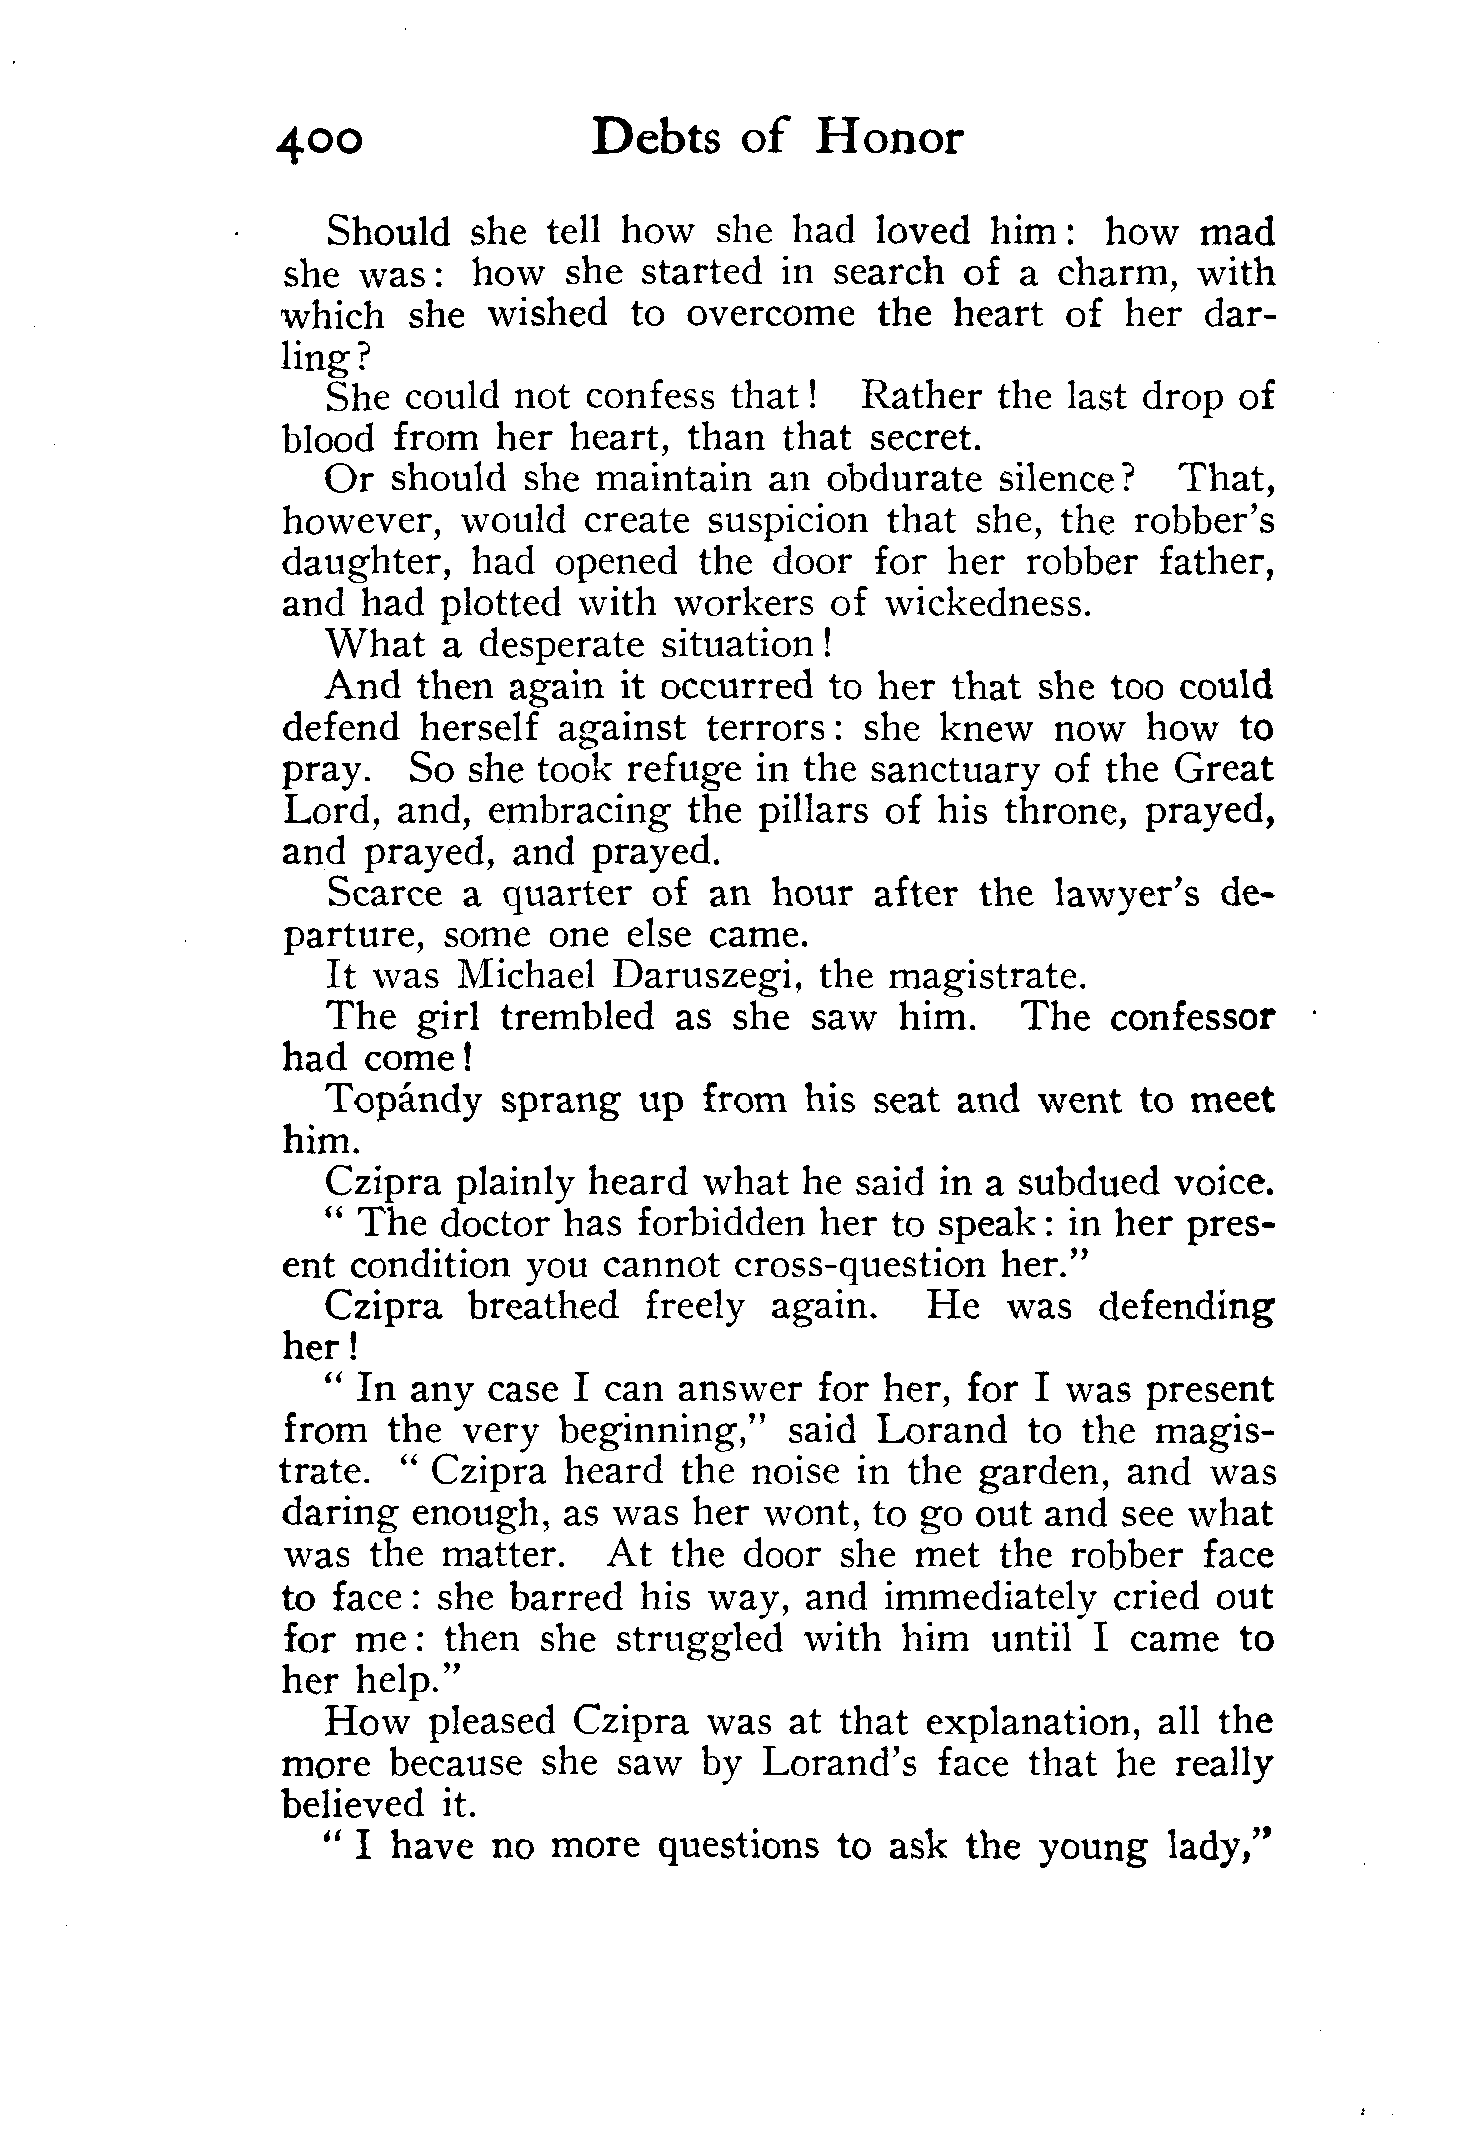 400 Debts of Honor
Should she tell how she had loved him: how mad
she was: how she started in search of a charm, with
which she wished to overcome the heart of her dar-
ling?
She could not confess that! Rather the last drop of
blood from her heart, than that secret.
Or should she maintain an obdurate silence? That,
however, would create suspicion that she, the robber's
daughter, had opened the door for her robber father,
and had plotted with workers of wickedness.
What a desperate situation!
And then again it occurred to her that she too could
defend herself against terrors: she knew now how to
pray. So she took refuge in the sanctuary of the Great
Lord, and, embracing the pillars of his throne, prayed,
and prayed, and prayed.
Scarce a quarter of an hour after the lawyer's de-
parture, some one else came.
It was Michael Daruszegi, the magistrate.
The girl trembled as she saw him. The confessor
had come!
Topándy sprang up from his seat and went to meet
him.
Czipra plainly heard what he said in a subdued voice.
" The doctor has forbidden her to speak: in her pres-
ent condition you cannot cross-question her."
Czipra breathed freely again. He was defending
her!
" In any case I can answer for her, for I was present
from the very beginning," said Lorand to the magis-
trate. " Czipra heard the noise in the garden, and was
daring enough, as was her wont, to go out and see what
was the matter. At the door she met the robber face
to face: she barred his way, and immediately cried out
for me: then she struggled with him until I came to
her help."
How pleased Czipra was at that explanation, all the
more because she saw by Lorand's face that he really
believed it.
" I have no more questions to ask the young lady,"